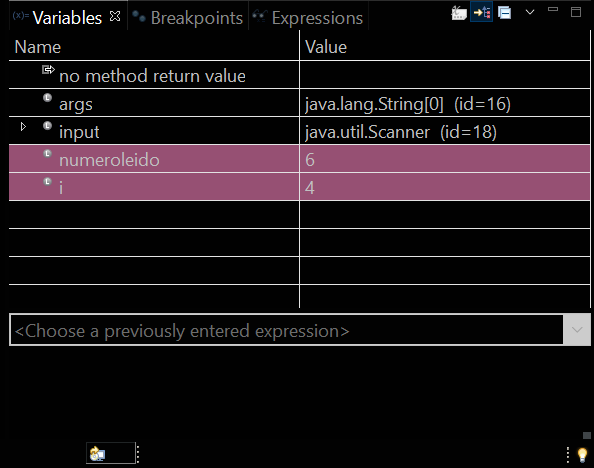 (x)= Variables Breakpoints Expressions
Name Value
no method return value
args java.lang.String[0] (id=16)
input java.util.Scanner (id=18)
numeroleido 6
i 4
<Choose a previously entered expression>